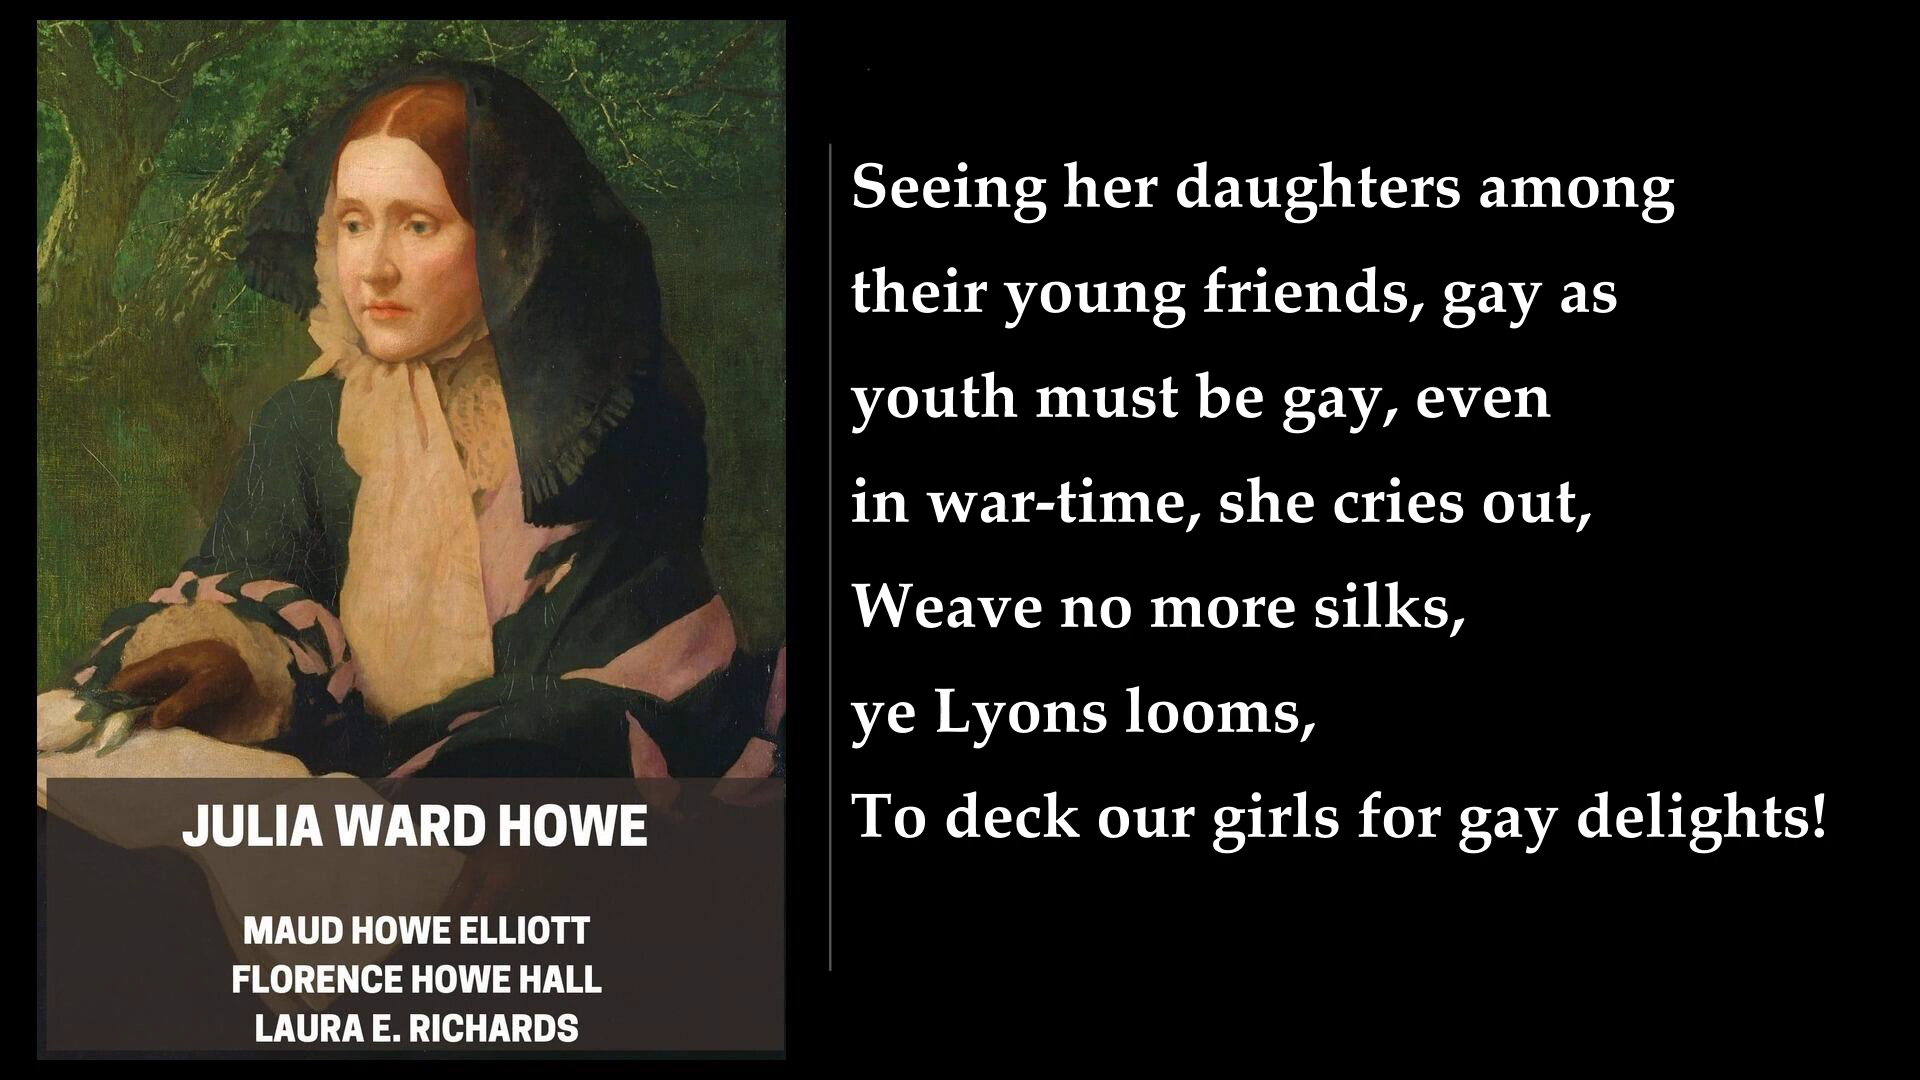 JULIA WARD HOWE
MAUD HOWE ELLIOTT
FLORENCE HOWE HALL
LAURA E. RICHARDS
Seeing her daughters among
their young friends, gay as
youth must be gay, even
in war-time, she cries out,
Weave no more silks,
ye Lyons looms,
To deck our girls for gay delights!